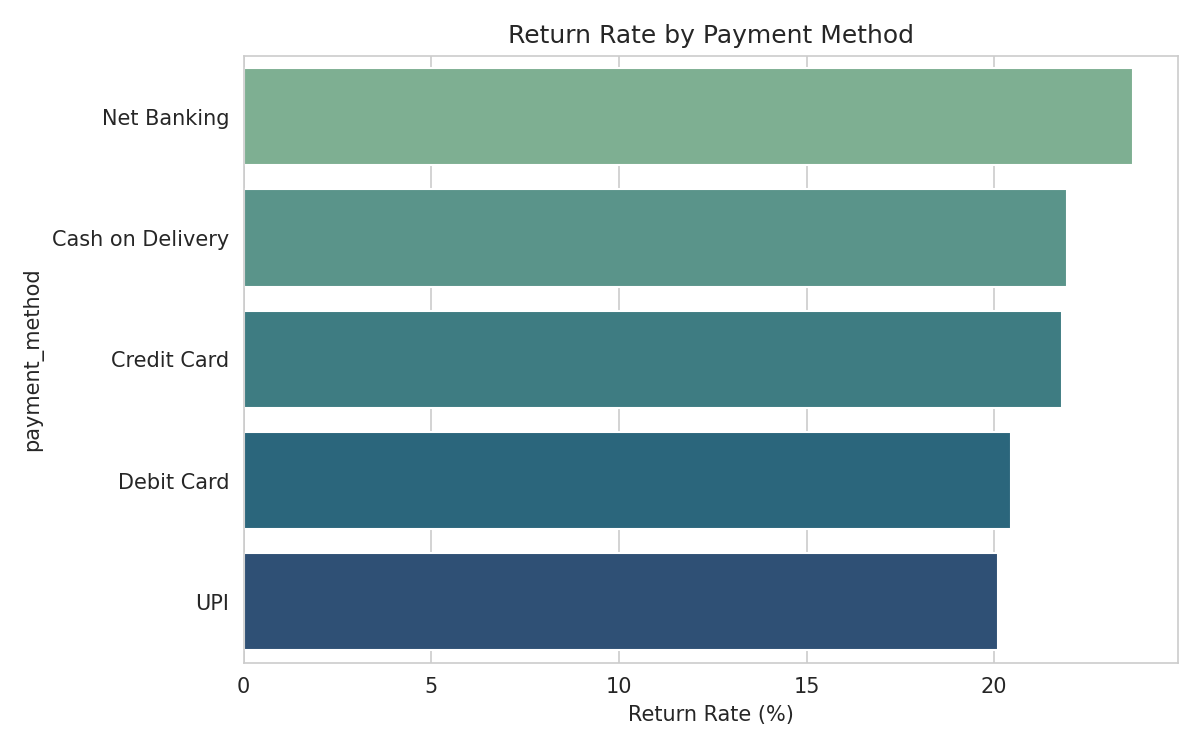 Return Rate by Payment Method
payment_method
Net Banking
Cash on Delivery
Credit Card
Debit Card
UPI
0 5 10 15 20
Return Rate (%)